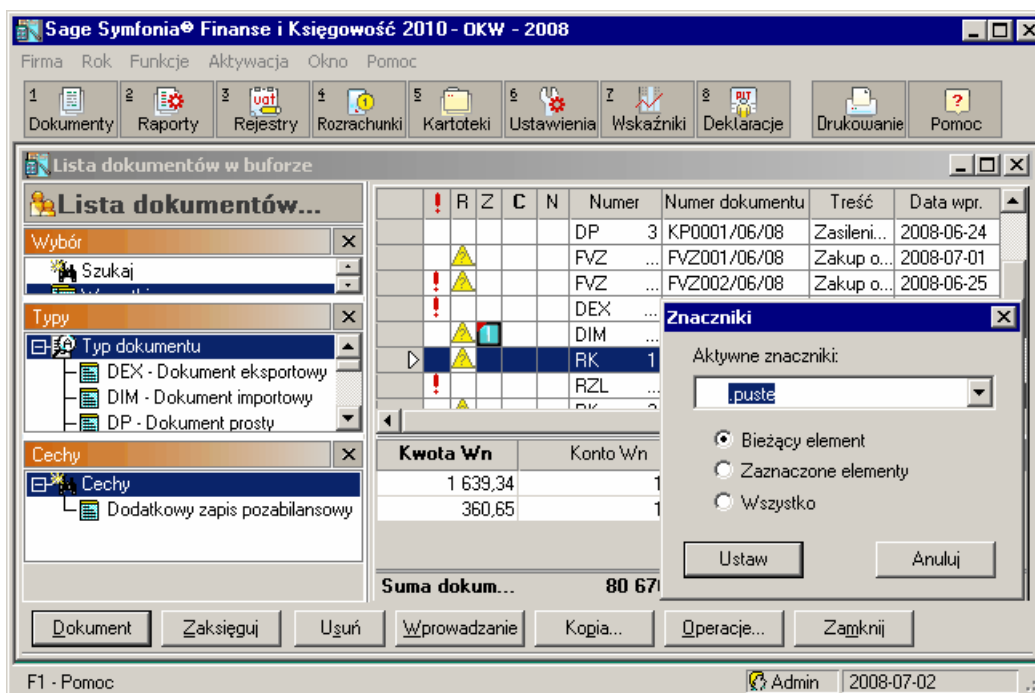 Sage Symfonia® Finanse i Księgowość 2010 - OKW - 2008
Firma Rok Funkcje Aktywacja Okno Pomoc
1 2 3 4 5 6 7 8
Dokumenty Raporty Rejestry Rozrachunki Kartoteki Ustawienia Wskaźniki Deklaracje Drukowanie Pomoc
Lista dokumentów w buforze
Lista dokumentów...
! R Z C N Numer Numer dokumentu Treść Data wpr.
DP 3 KP0001/06/08 Zasileni... 2008-06-24
Wybór
FVZ ... FVZ001/06/08 Zakup o... 2008-07-01
Szukaj
FVZ ... FVZ002/06/08 Zakup o... 2008-06-25
DEX ...
Typy
Znaczniki
DIM ...
Typ dokumentu
RK 1
Aktywne znaczniki:
DEX - Dokument eksportowy
RZL ...
DIM - Dokument importowy
.puste
DP - Dokument prosty
Bieżący element
Cechy
Kwota Wn Konto Wn
Zaznaczone elementy
Cechy
1 639,34 1
Wszystko
Dodatkowy zapis pozabilansowy
360,65 1
Ustaw Anuluj
Suma dokum... 80 67
Dokument Zaksięguj Usuń Wprowadzanie Kopia... Operacje... Zamknij
F1 - Pomoc Admin 2008-07-02